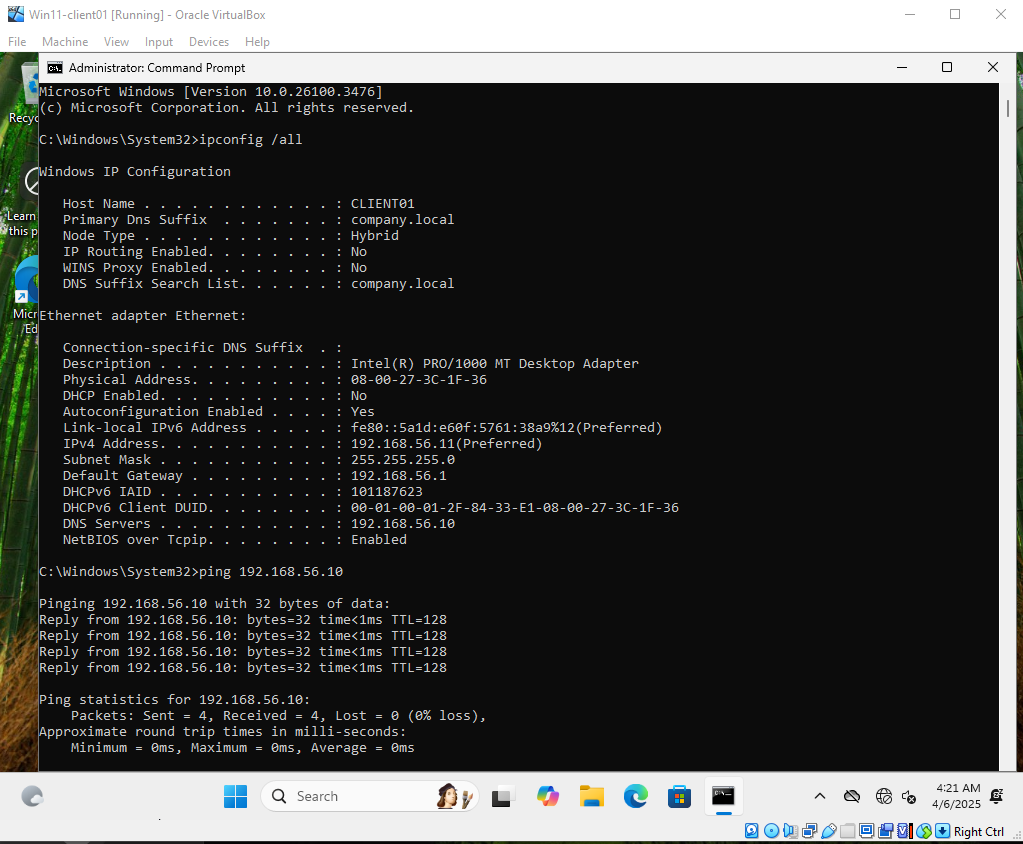 Win11-client01 [Running] - Oracle VirtualBox
File Machine View Input Devices Help
Administrator: Command Prompt
Microsoft Windows [Version 10.0.26100.3476]
(c) Microsoft Corporation. All rights reserved.
C:\Windows\System32>ipconfig /all
Windows IP Configuration
Host Name . . . . . . . . . . . . : CLIENT01
Primary Dns Suffix  . . . . . . . : company.local
Node Type . . . . . . . . . . . . : Hybrid
IP Routing Enabled. . . . . . . . : No
WINS Proxy Enabled. . . . . . . . : No
DNS Suffix Search List. . . . . . : company.local
Ethernet adapter Ethernet:
Connection-specific DNS Suffix  . :
Description . . . . . . . . . . . : Intel(R) PRO/1000 MT Desktop Adapter
Physical Address. . . . . . . . . : 08-00-27-3C-1F-36
DHCP Enabled. . . . . . . . . . . : No
Autoconfiguration Enabled . . . . : Yes
Link-local IPv6 Address . . . . . : fe80::5a1d:e60f:5761:38a9%12(Preferred)
IPv4 Address. . . . . . . . . . . : 192.168.56.11(Preferred)
Subnet Mask . . . . . . . . . . . : 255.255.255.0
Default Gateway . . . . . . . . . : 192.168.56.1
DHCPv6 IAID . . . . . . . . . . . : 101187623
DHCPv6 Client DUID. . . . . . . . : 00-01-00-01-2F-84-33-E1-08-00-27-3C-1F-36
DNS Servers . . . . . . . . . . . : 192.168.56.10
NetBIOS over Tcpip. . . . . . . . : Enabled
C:\Windows\System32>ping 192.168.56.10
Pinging 192.168.56.10 with 32 bytes of data:
Reply from 192.168.56.10: bytes=32 time<1ms TTL=128
Reply from 192.168.56.10: bytes=32 time<1ms TTL=128
Reply from 192.168.56.10: bytes=32 time<1ms TTL=128
Reply from 192.168.56.10: bytes=32 time<1ms TTL=128
Ping statistics for 192.168.56.10:
Packets: Sent = 4, Received = 4, Lost = 0 (0% loss),
Approximate round trip times in milli-seconds:
Minimum = 0ms, Maximum = 0ms, Average = 0ms
Recyc
Learn
this p
Micr
Ed
Search
4:21 AM
4/6/2025
Right Ctrl